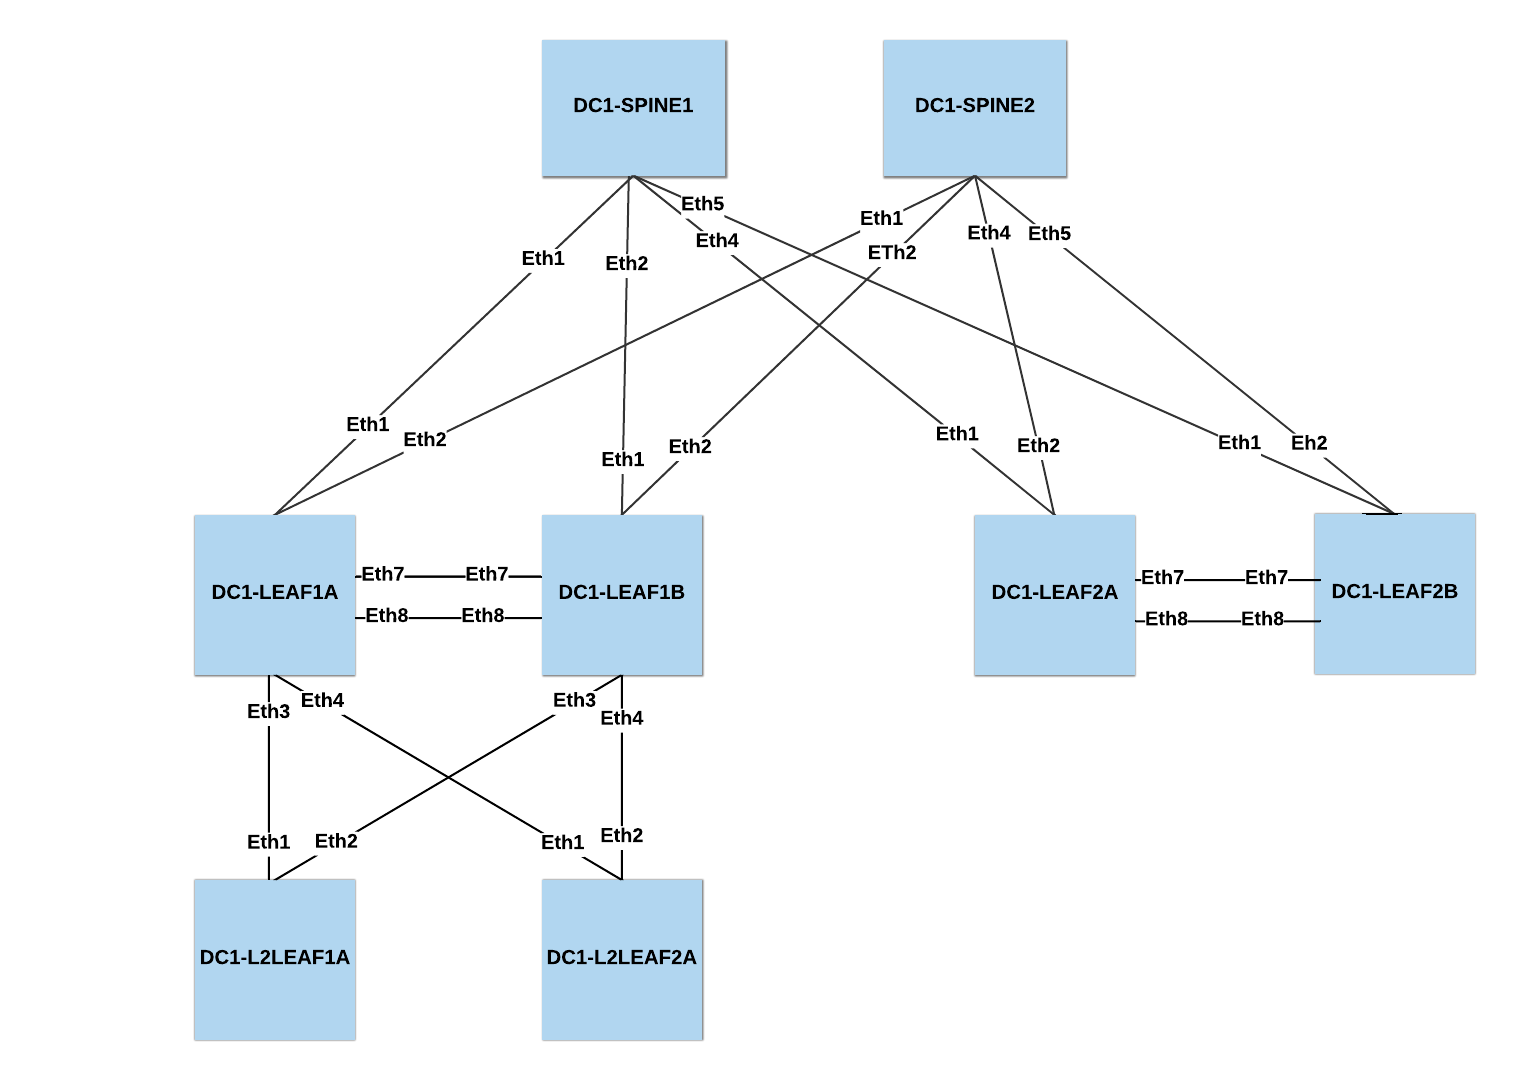 DC1-SPINE1
DC1-SPINE2
Eth5
Eth1
Eth4
Eth5
Eth4
ETh2
Eth1
Eth2
Eth1
Eth2
Eth1
Eth2
Eth1
Eth2
Eth1
Eh2
DC1-LEAF1A
Eth7
Eth7
DC1-LEAF1B
Eth8
Eth8
DC1-LEAF2A
Eth7
Eth7
DC1-LEAF2B
Eth8
Eth8
Eth3
Eth4
Eth3
Eth4
Eth1
Eth2
Eth1
Eth2
DC1-L2LEAF1A
DC1-L2LEAF2A